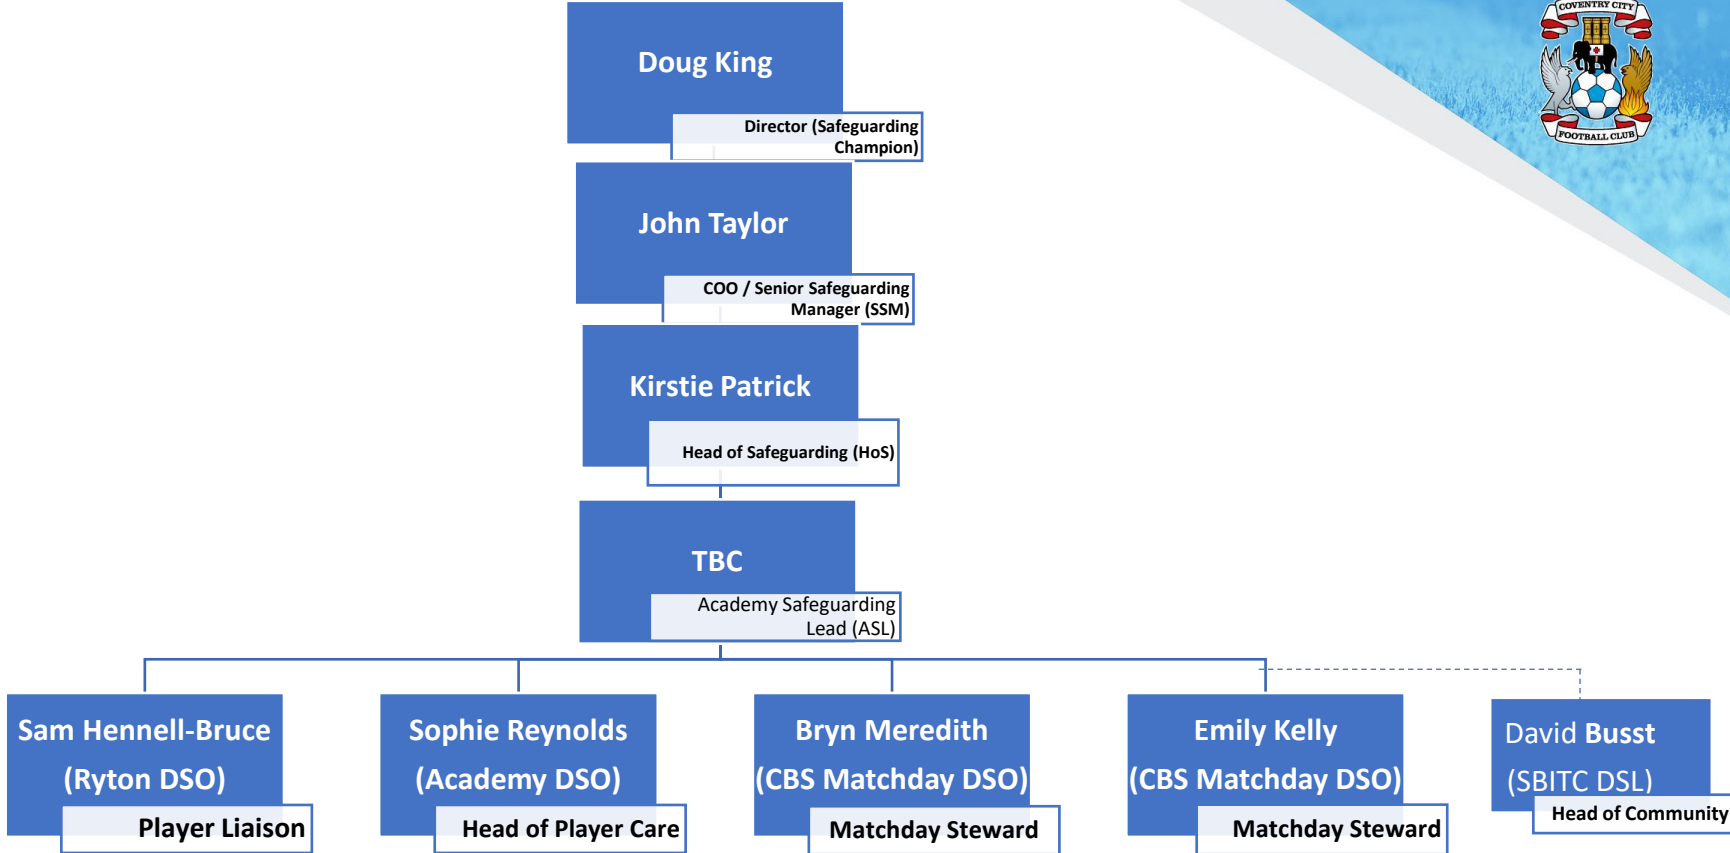 COVENTRY CITY
FOOTBALL CLUB
Doug King
Director (Safeguarding
Champion)
John Taylor
COO / Senior Safeguarding
Manager (SSM)
Kirstie Patrick
Head of Safeguarding (HoS)
TBC
Academy Safeguarding
Lead (ASL)
Sam Hennell-Bruce
(Ryton DSO)
Player Liaison
Sophie Reynolds
(Academy DSO)
Head of Player Care
Bryn Meredith
(CBS Matchday DSO)
Matchday Steward
Emily Kelly
(CBS Matchday DSO)
Matchday Steward
David Busst
(SBITC DSL)
Head of Community